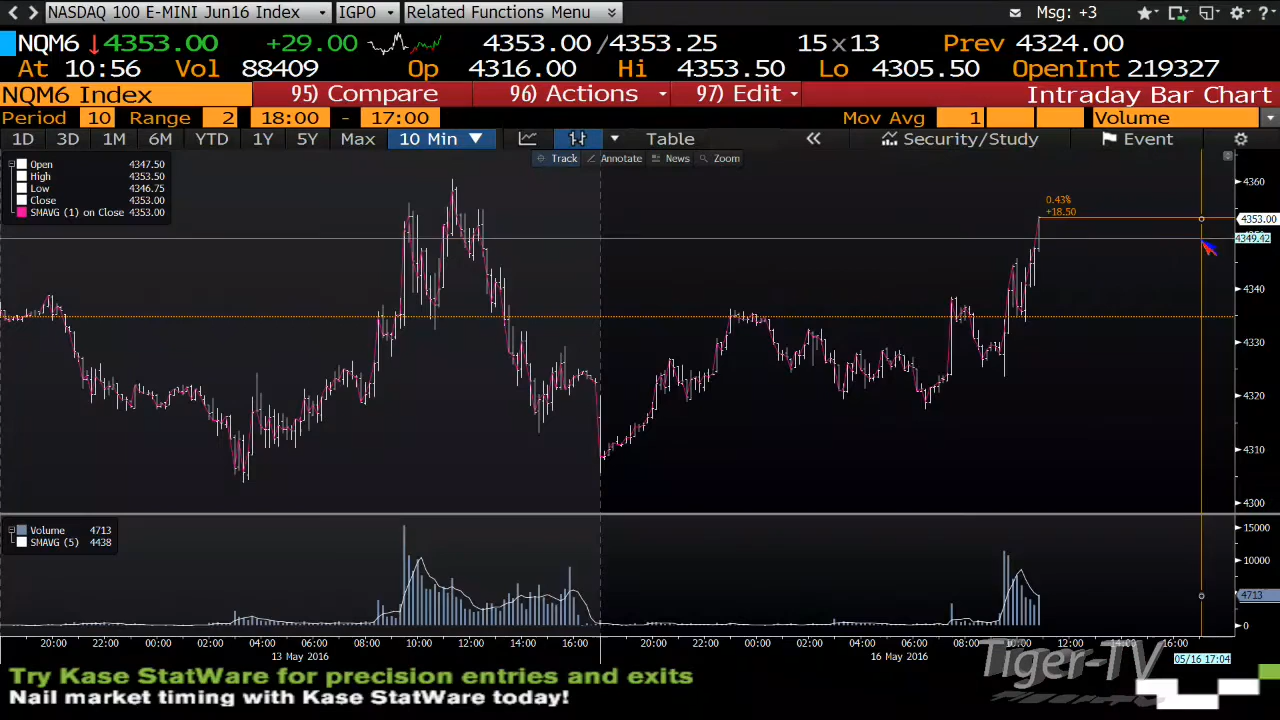 NASDAQ 100 E-MINI Jun16 Index IGPO Related Functions Menu Msg: +3 ?
NQM6 ↓4353.00 +29.00 4353.00/4353.25 15x13 Prev 4324.00
At 10:56 Vol 88409 Op 4316.00 Hi 4353.50 Lo 4305.50 OpenInt 219327
NQM6 Index 95) Compare 96) Actions 97) Edit Intraday Bar Chart
Period 10 Range 2 18:00 - 17:00 Mov Avg 1 Volume
1D 3D 1M 6M YTD 1Y 5Y Max 10 Min Table « Security/Study Event
Track Annotate News Zoom
Open 4347.50
High 4353.50
Low 4346.75
Close 4353.00
SMAVG (1) on Close 4353.00
0.43%
+18.50
4360
4353.00
4349.42
4340
4330
4320
4310
4300
Volume 4713
SMAVG (5) 4438
15000
10000
4713
0
20:00 22:00 00:00 02:00 04:00 06:00 08:00 10:00 12:00 14:00 16:00 20:00 22:00 00:00 02:00 04:00 06:00 08:00 10:00 12:00 14:00 16:00
13 May 2016 16 May 2016 05/16 17:04
Tiger-TV
Try Kase StatWare for precision entries and exits
Nail market timing with Kase StatWare today!